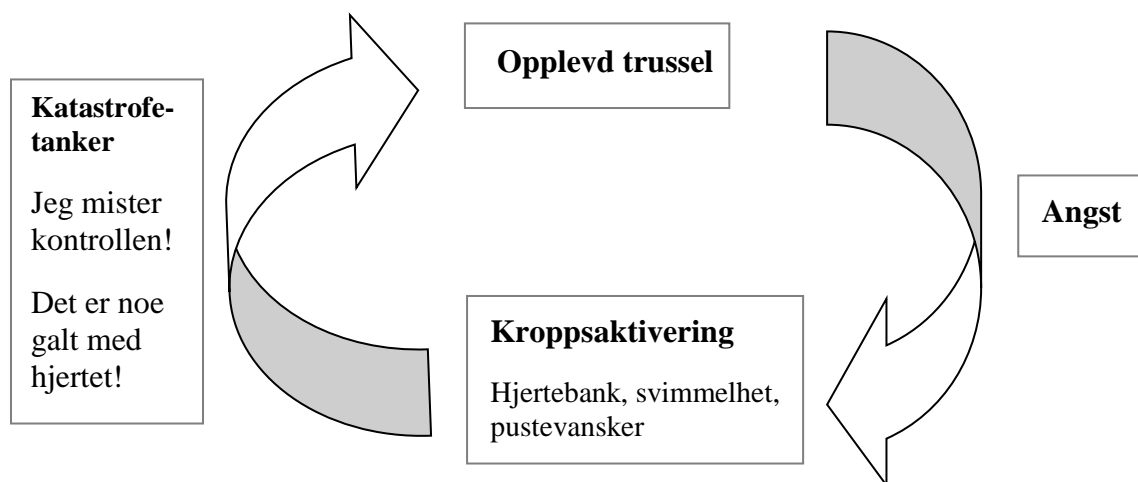 Opplevd trussel
Katastrofe-
tanker
Jeg mister
kontrollen!
Det er noe
galt med
hjertet!
Angst
Kroppsaktivering
Hjertebank, svimmelhet,
pustevansker